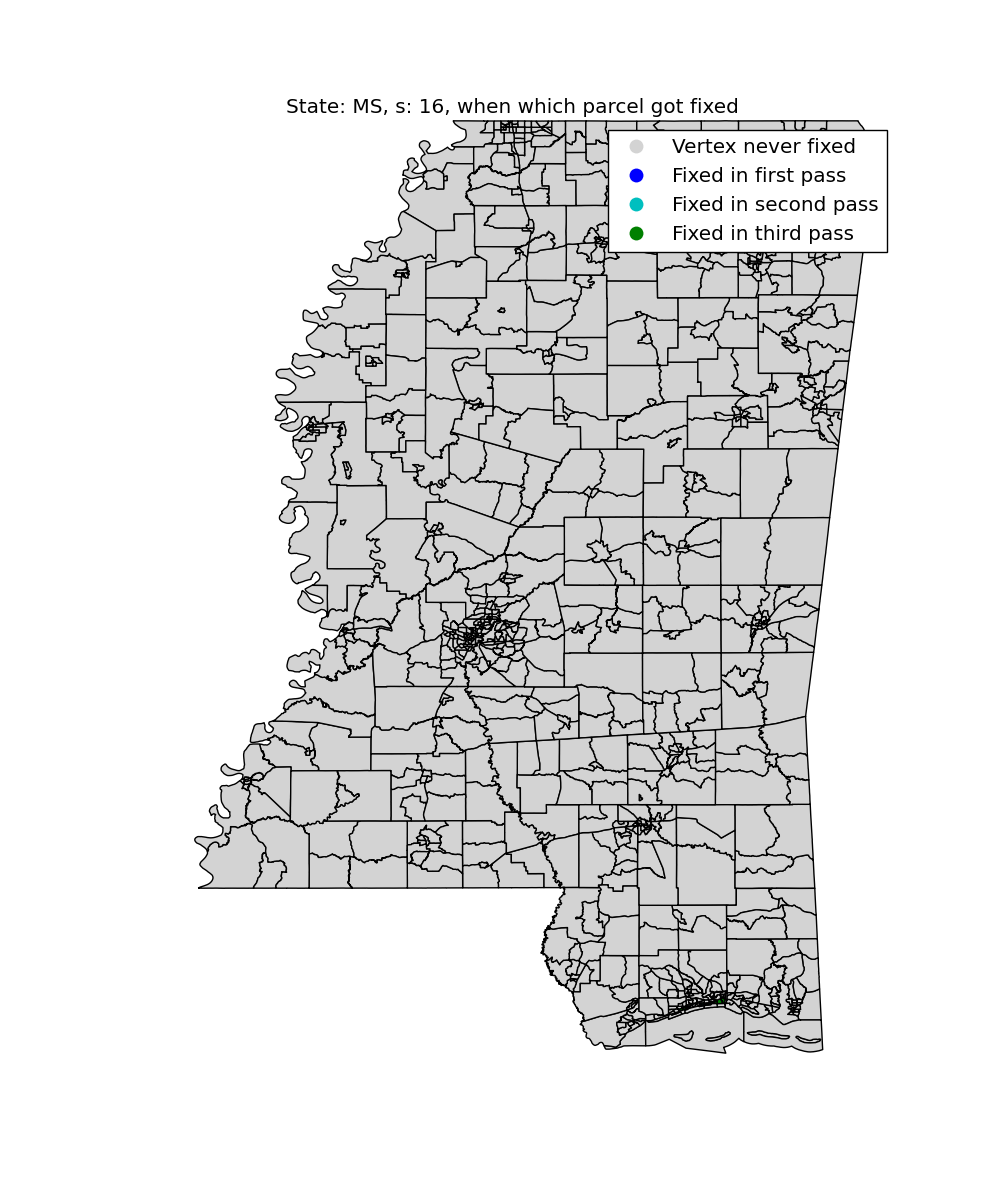 State: MS, s: 16, when which parcel got fixed
Vertex never fixed
Fixed in first pass
Fixed in second pass
Fixed in third pass